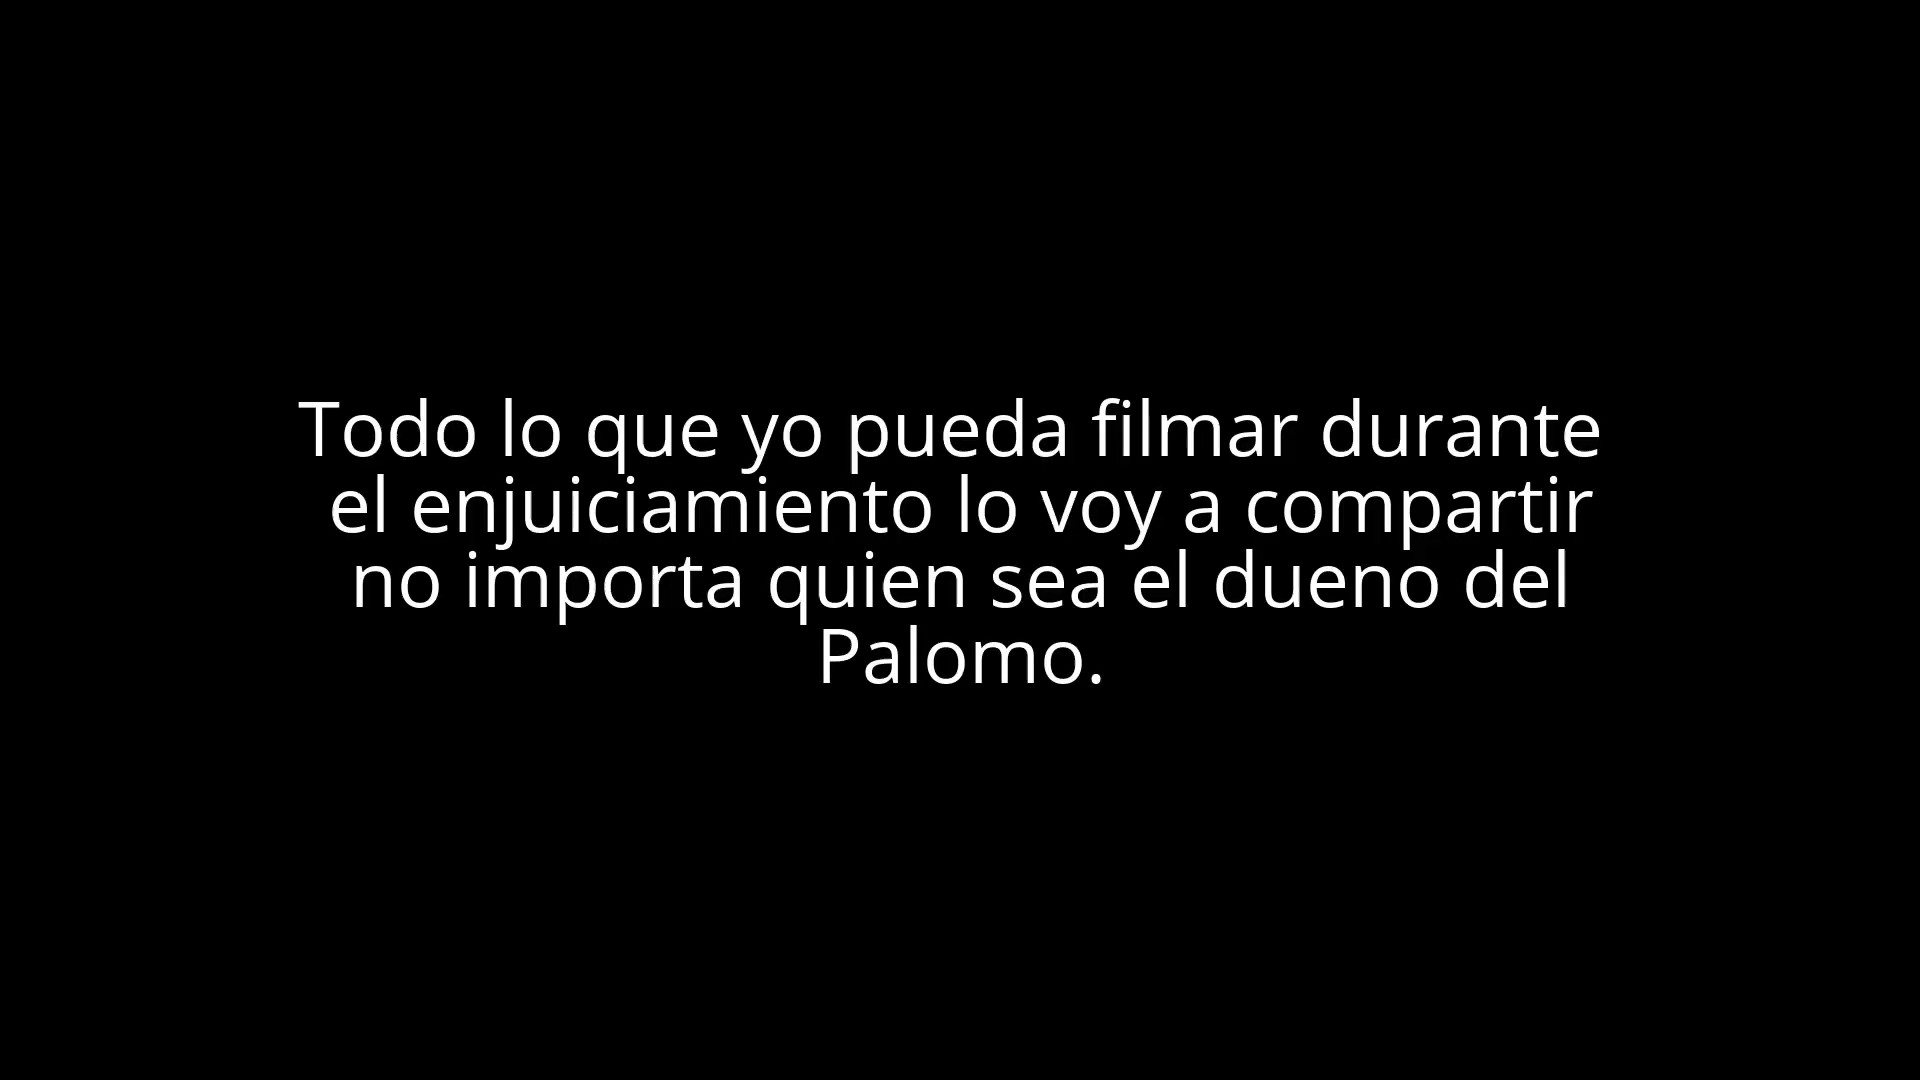 Todo lo que yo pueda filmar durante
el enjuiciamiento lo voy a compartir
no importa quien sea el dueno del
Palomo.